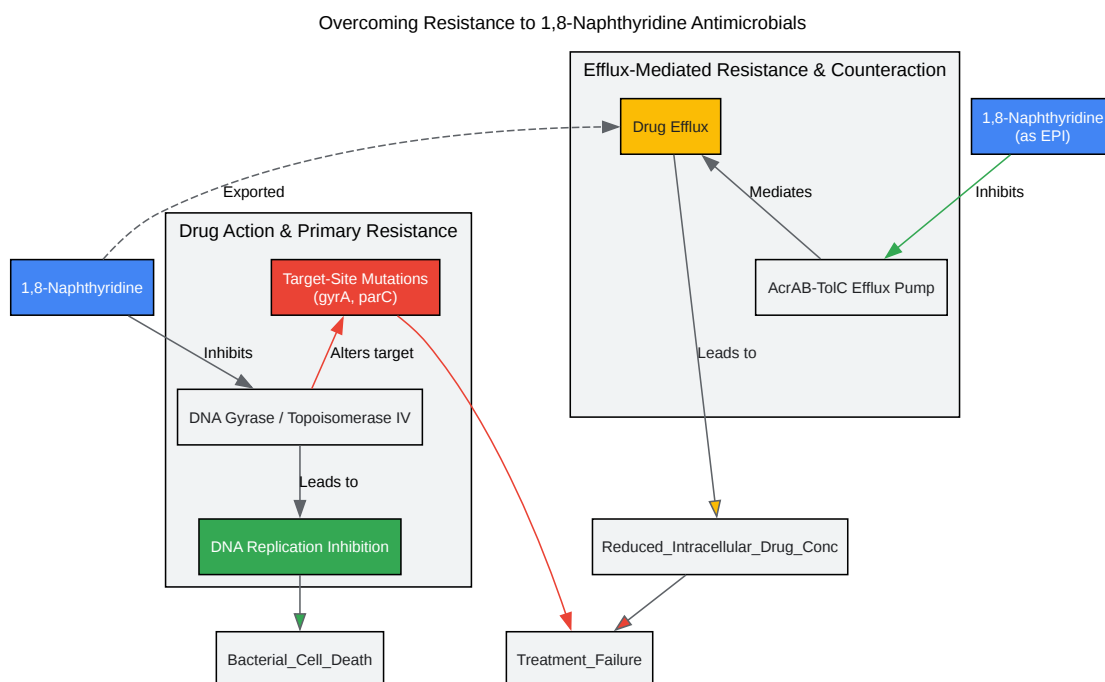 Overcoming Resistance to 1,8-Naphthyridine Antimicrobials
Efflux-Mediated Resistance & Counteraction
Drug Efflux
1,8-Naphthyridine
(as EPI)
Exported
Mediates
Inhibits
Drug Action & Primary Resistance
1,8-Naphthyridine
Target-Site Mutations
(gyrA, parC)
AcrAB-TolC Efflux Pump
Inhibits
Alters target
Leads to
DNA Gyrase / Topoisomerase IV
Leads to
DNA Replication Inhibition
Reduced_Intracellular_Drug_Conc
Bacterial_Cell_Death
Treatment_Failure